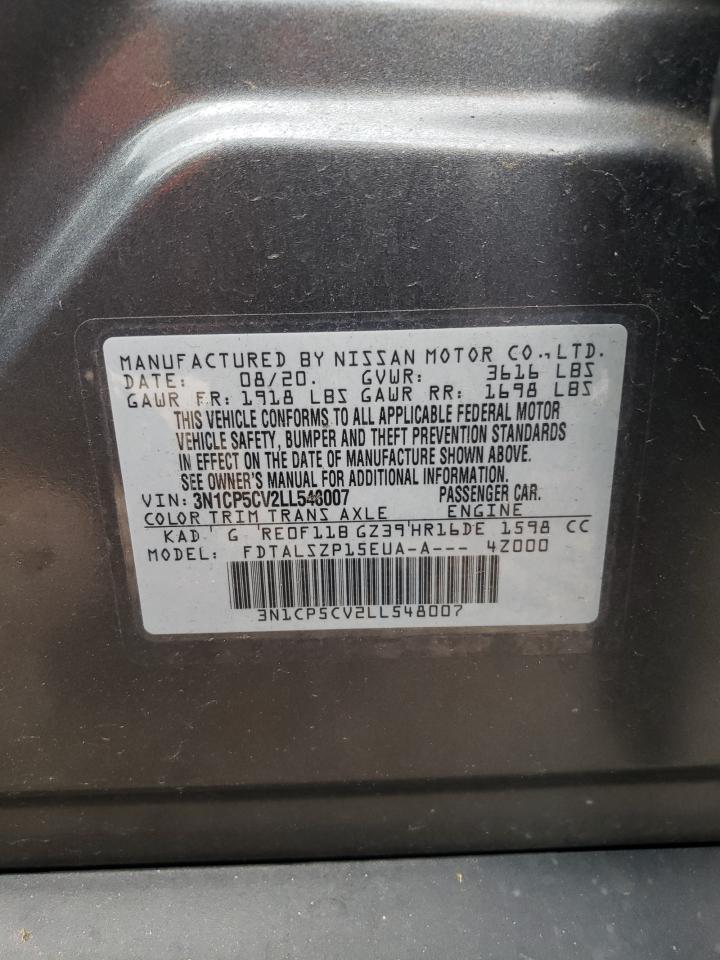 MANUFACTURED BY NISSAN MOTOR CO.,LTD.
DATE: 08/20. GVWR: 3616 LBS
GAWR FR: 1918 LBS GAWR RR: 1698 LBS
THIS VEHICLE CONFORMS TO ALL APPLICABLE FEDERAL MOTOR
VEHICLE SAFETY, BUMPER AND THEFT PREVENTION STANDARDS
IN EFFECT ON THE DATE OF MANUFACTURE SHOWN ABOVE.
SEE OWNER'S MANUAL FOR ADDITIONAL INFORMATION.
VIN: 3N1CP5CV2LL548007 PASSENGER CAR.
COLOR TRIM TRANS AXLE ENGINE
KAD' G 'RE0F11B GZ39'HR16DE 1598 CC
MODEL: FDTALSZP15EUA-A--- 4Z000
3N1CP5CV2LL548007